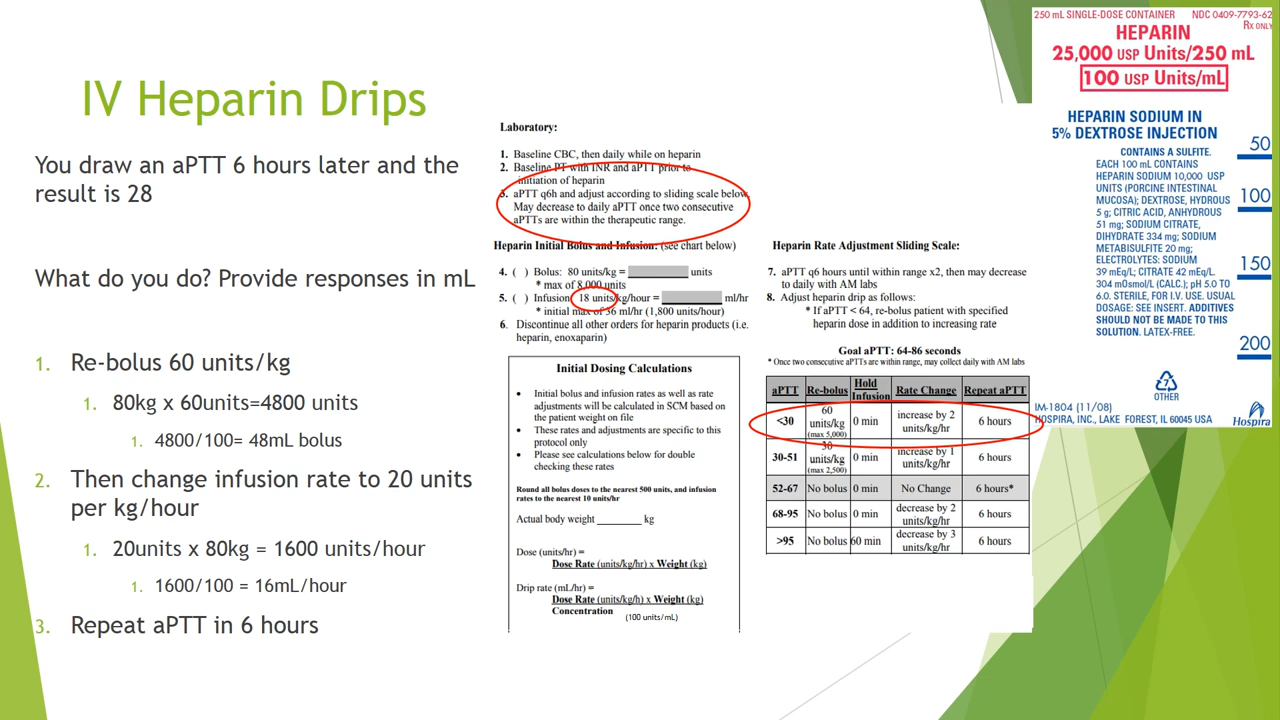 IV Heparin Drips
You draw an aPTT 6 hours later and the
result is 28
What do you do? Provide responses in mL
1. Re-bolus 60 units/kg
1. 80kg x 60units=4800 units
1. 4800/100= 48mL bolus
2. Then change infusion rate to 20 units
per kg/hour
1. 20units x 80kg = 1600 units/hour
1. 1600/100 = 16mL/hour
3. Repeat aPTT in 6 hours
Laboratory:
1. Baseline CBC, then daily while on heparin
2. Baseline PT with INR and aPTT prior to
initiation of heparin
3. aPTT q6h and adjust according to sliding scale below.
May decrease to daily aPTT once two consecutive
aPTTs are within the therapeutic range.
Heparin Initial Bolus and Infusion: (see chart below)
4. ( ) Bolus: 80 units/kg = units
* max of 8,000 units
5. ( ) Infusion: 18 units/kg/hour = ml/hr
* initial max of 36 ml/hr (1,800 units/hour)
6. Discontinue all other orders for heparin products (i.e.
heparin, enoxaparin)
Initial Dosing Calculations
• Initial bolus and infusion rates as well as rate
adjustments will be calculated in SCM based on
the patient weight on file
• These rates and adjustments are specific to this
protocol only
• Please see calculations below for double
checking these rates
Round all bolus doses to the nearest 500 units, and infusion
rates to the nearest 10 units/hr
Actual body weight ________ kg
Dose (units/hr) =
Dose Rate (units/kg/hr) x Weight (kg)
Drip rate (mL/hr) =
Dose Rate (units/kg/h) x Weight (kg)
Concentration
(100 units/mL)
Heparin Rate Adjustment Sliding Scale:
7. aPTT q6 hours until within range x2, then may decrease
to daily with AM labs
8. Adjust heparin drip as follows:
* If aPTT < 64, re-bolus patient with specified
heparin dose in addition to increasing rate
Goal aPTT: 64-86 seconds
* Once two consecutive aPTTs are within range, may collect daily with AM labs
aPTT Re-bolus Hold Infusion Rate Change Repeat aPTT
<30 60 units/kg (max 5,000) 0 min increase by 2 units/kg/hr 6 hours
30-51 30 units/kg (max 2,500) 0 min increase by 1 units/kg/hr 6 hours
52-67 No bolus 0 min No Change 6 hours*
68-95 No bolus 0 min decrease by 2 units/kg/hr 6 hours
>95 No bolus 60 min decrease by 3 units/kg/hr 6 hours
250 mL SINGLE-DOSE CONTAINER NDC 0409-7793-62
Rx ONLY
HEPARIN
25,000 USP Units/250 mL
100 USP Units/mL
HEPARIN SODIUM IN
5% DEXTROSE INJECTION
CONTAINS A SULFITE.
EACH 100 mL CONTAINS
HEPARIN SODIUM 10,000 USP
UNITS (PORCINE INTESTINAL
MUCOSA); DEXTROSE, HYDROUS
5 g; CITRIC ACID, ANHYDROUS
51 mg; SODIUM CITRATE,
DIHYDRATE 334 mg; SODIUM
METABISULFITE 20 mg;
ELECTROLYTES: SODIUM
39 mEq/L; CITRATE 42 mEq/L.
304 mOsmol/L (CALC.); pH 5.0 TO
6.0. STERILE, FOR I.V. USE. USUAL
DOSAGE: SEE INSERT. ADDITIVES
SHOULD NOT BE MADE TO THIS
SOLUTION. LATEX-FREE.
50
100
150
200
7
OTHER
IM-1804 (11/08)
HOSPIRA, INC., LAKE FOREST, IL 60045 USA
Hospira